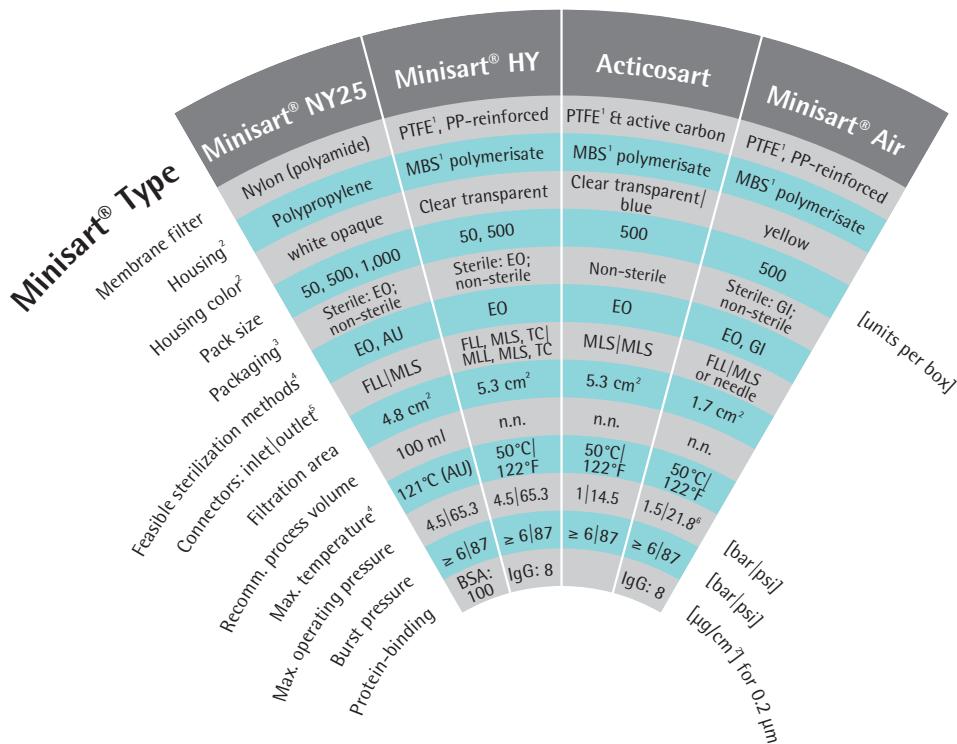 Minisart® Type
Minisart® NY25
Minisart® HY
Acticosart
Minisart® Air
Membrane filter
Nylon (polyamide)
PTFE¹, PP-reinforced
PTFE¹ & active carbon
PTFE¹, PP-reinforced
Housing²
Polypropylene
MBS¹ polymerisate
MBS¹ polymerisate
MBS¹ polymerisate
Housing color²
white opaque
Clear transparent
Clear transparent/
blue
yellow
Pack size
50, 500, 1,000
50, 500
500
500
[units per box]
Packaging³
Sterile: EO;
non-sterile
Sterile: EO;
non-sterile
Non-sterile
Sterile: GI;
non-sterile
Feasible sterilization methods⁴
EO, AU
EO
EO
EO, GI
Connectors: inlet|outlet⁵
FLL|MLS
FLL, MLS, TC|
MLL, MLS, TC
MLS|MLS
FLL|MLS
or needle
Filtration area
4.8 cm²
5.3 cm²
5.3 cm²
1.7 cm²
Recomm. process volume
100 ml
n.n.
n.n.
n.n.
Max. temperature⁴
121°C (AU)
50°C|
122°F
50°C|
122°F
50°C/
122°F
Max. operating pressure
4.5|65.3
4.5|65.3
1|14.5
1.5|21.8⁶
[bar|psi]
Burst pressure
≥ 6|87
≥ 6|87
≥ 6|87
≥ 6|87
[bar|psi]
Protein-binding
BSA:
100
IgG: 8
IgG: 8
[µg/cm²] for 0.2 µm